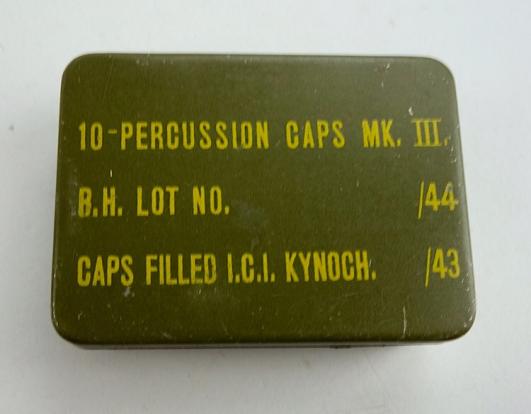 10-PERCUSSION CAPS MK. III.
B.H. LOT NO. /44
CAPS FILLED I.C.I. KYNOCH. /43